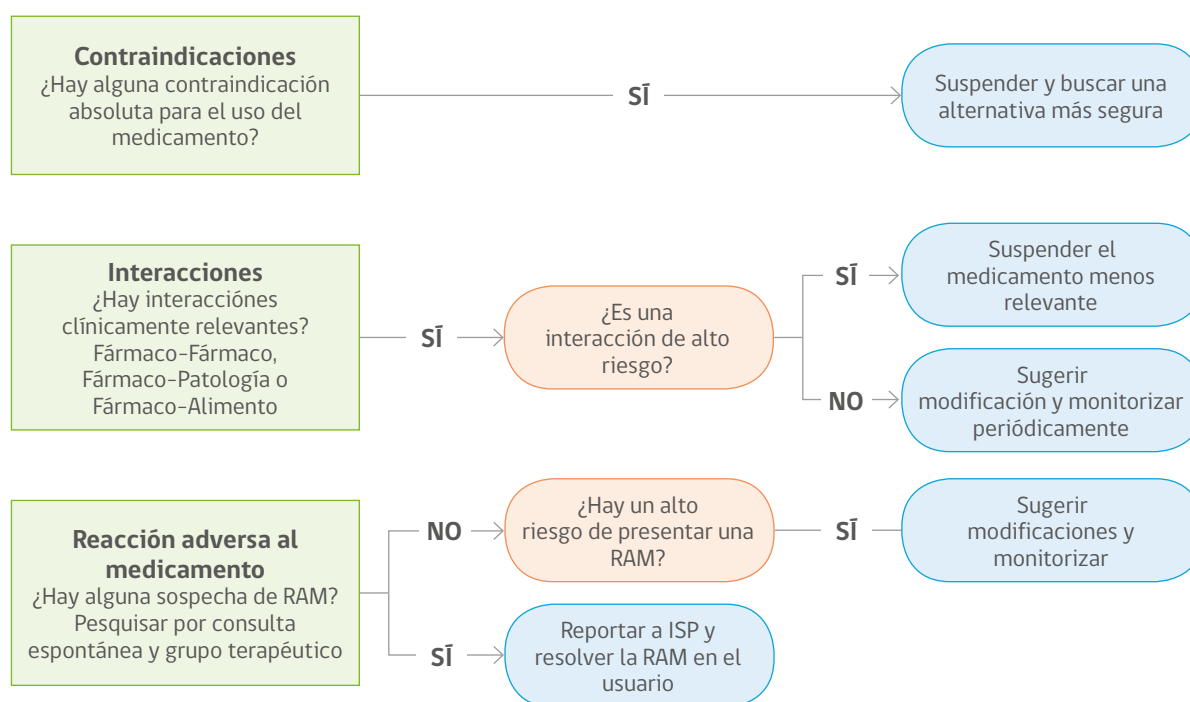 Contraindicaciones
¿Hay alguna contraindicación
absoluta para el uso del
medicamento?
SÍ
Suspender y buscar una
alternativa más segura
Interacciones
¿Hay interacciónes
clínicamente relevantes?
Fármaco-Fármaco,
Fármaco-Patología o
Fármaco-Alimento
SÍ
¿Es una
interacción de alto
riesgo?
SÍ
Suspender el
medicamento menos
relevante
NO
Sugerir
modificación y monitorizar
periódicamente
Reacción adversa al
medicamento
¿Hay alguna sospecha de RAM?
Pesquisar por consulta
espontánea y grupo terapéutico
NO
¿Hay un alto
riesgo de presentar una
RAM?
SÍ
Sugerir
modificaciones y
monitorizar
SÍ
Reportar a ISP y
resolver la RAM en el
usuario